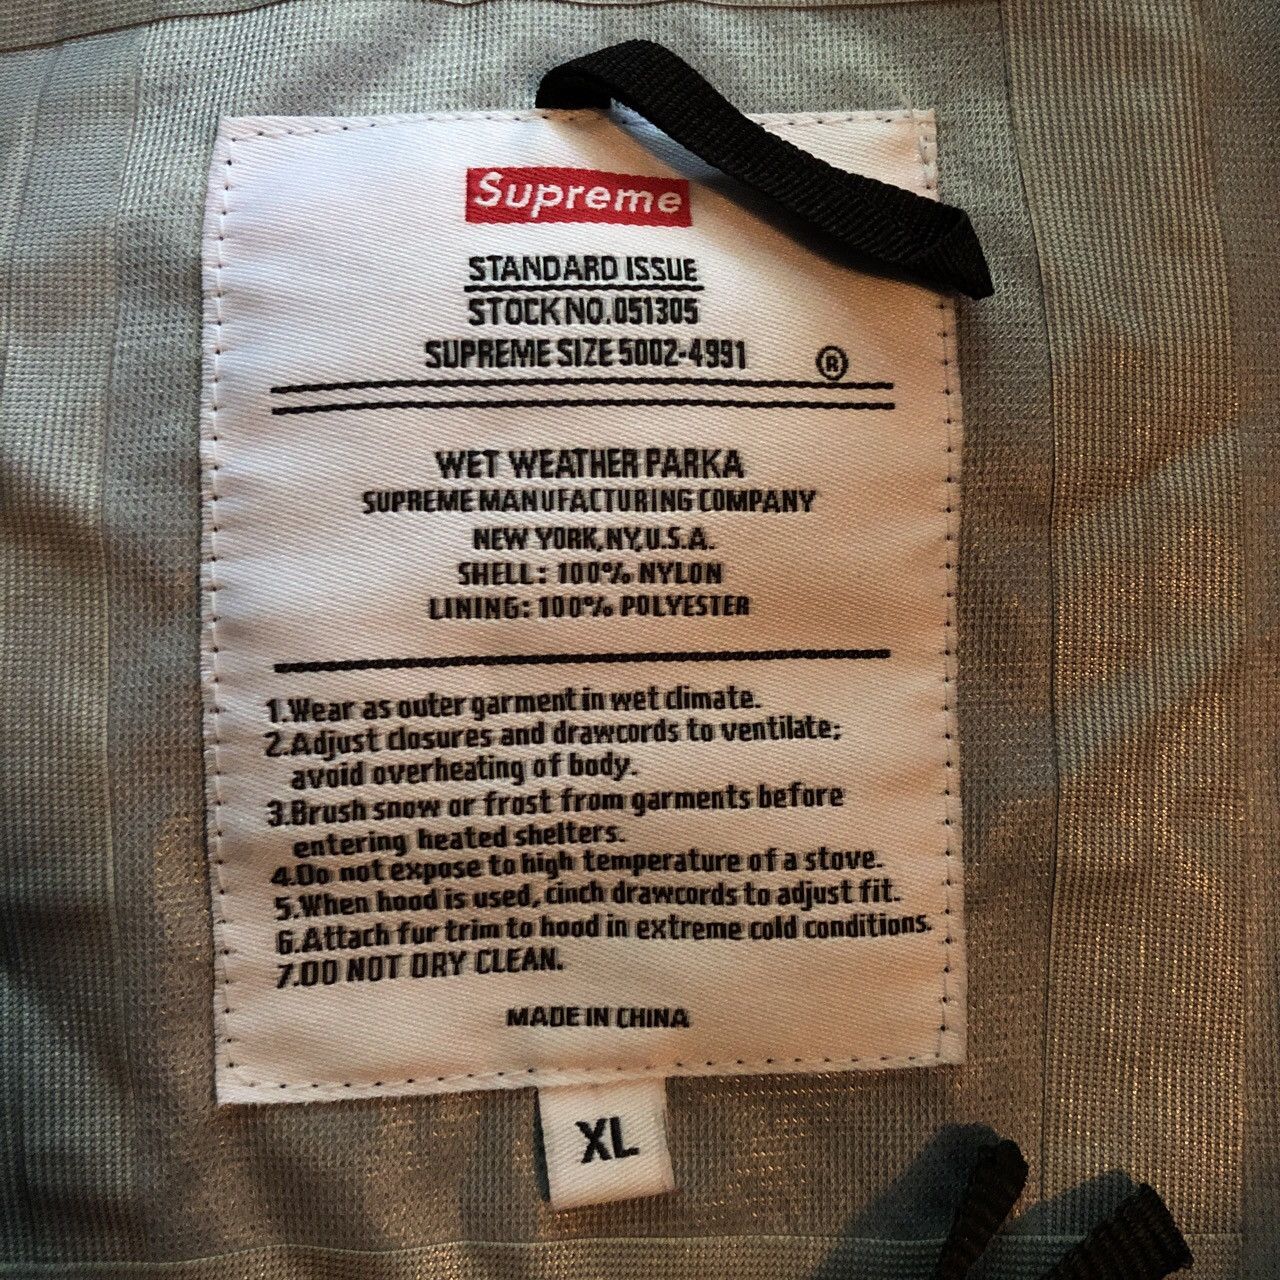 Supreme
STANDARD ISSUE
STOCK NO. 051305
SUPREME SIZE 5002-4991 ®
WET WEATHER PARKA
SUPREME MANUFACTURING COMPANY
NEW YORK, NY, U.S.A.
SHELL: 100% NYLON
LINING: 100% POLYESTER
1.Wear as outer garment in wet climate.
2.Adjust closures and drawcords to ventilate;
avoid overheating of body.
3.Brush snow or frost from garments before
entering heated shelters.
4.Do not expose to high temperature of a stove.
5.When hood is used, cinch drawcords to adjust fit.
6.Attach fur trim to hood in extreme cold conditions.
7.DO NOT DRY CLEAN.
MADE IN CHINA
XL